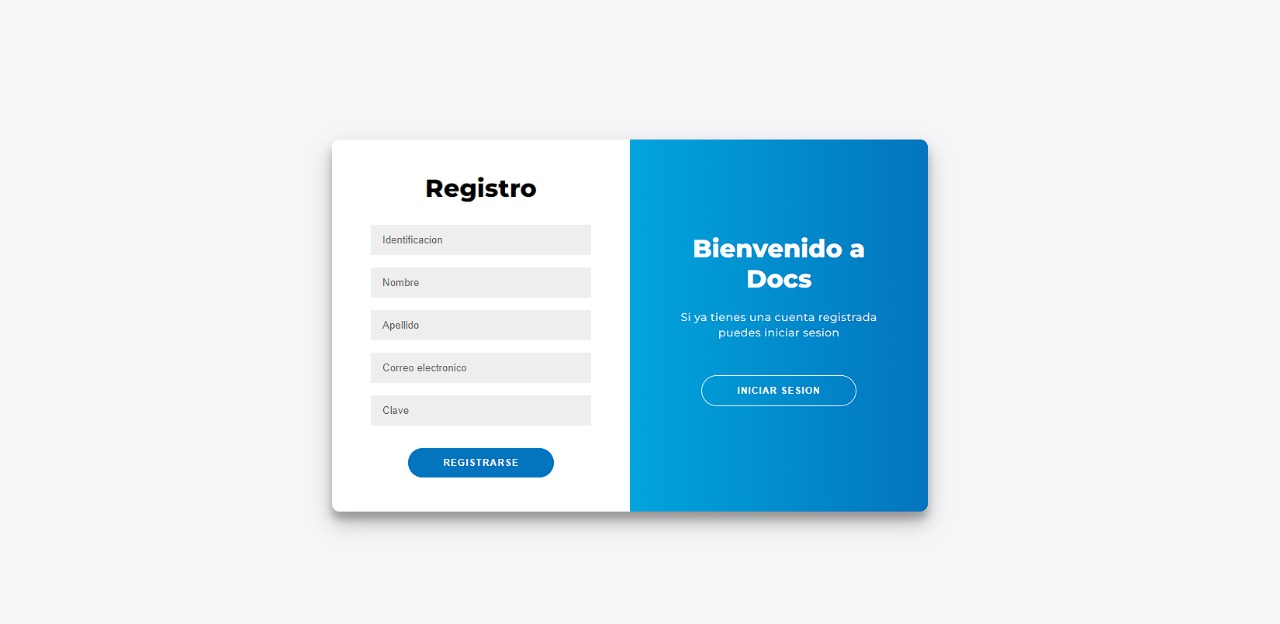 Registro
Identificacion
Nombre
Apellido
Correo electronico
Clave
REGISTRARSE
Bienvenido a
Docs
Si ya tienes una cuenta registrada
puedes iniciar sesion
INICIAR SESION